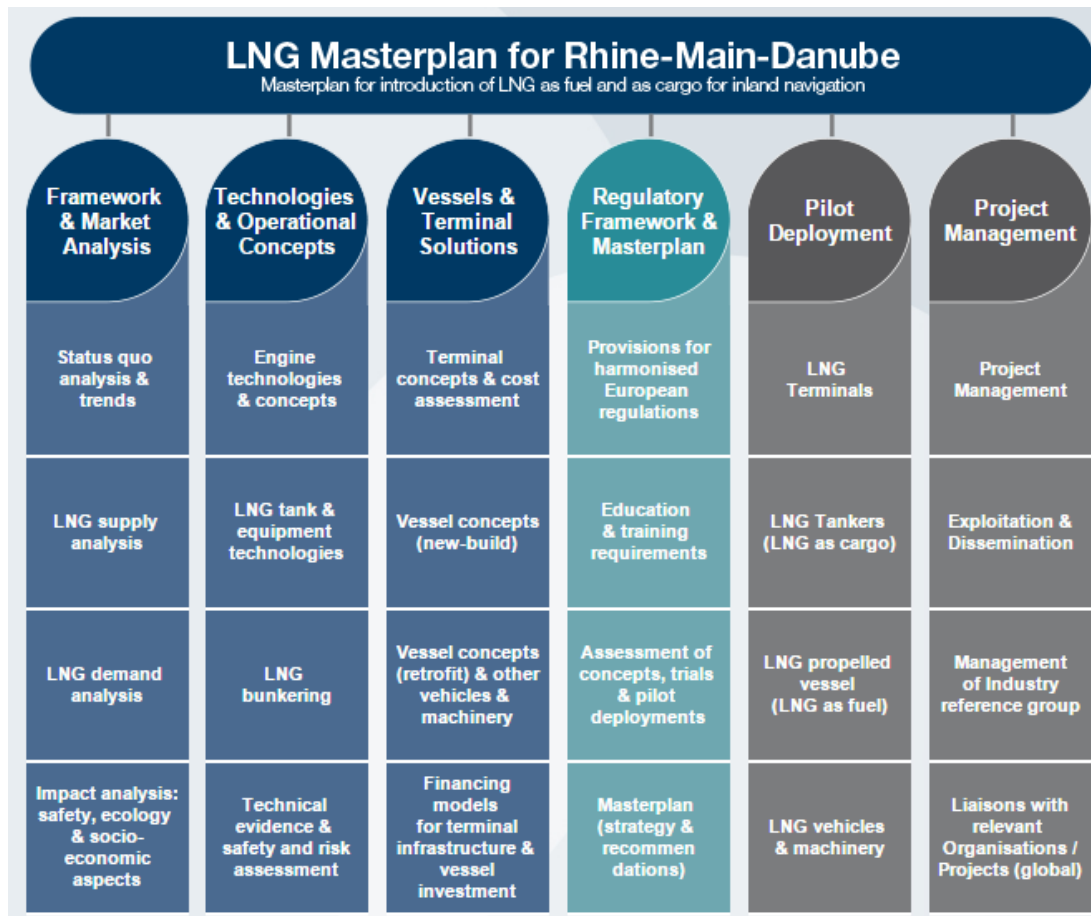 LNG Masterplan for Rhine-Main-Danube
Masterplan for introduction of LNG as fuel and as cargo for inland navigation
Framework
& Market
Analysis
Technologies
& Operational
Concepts
Vessels &
Terminal
Solutions
Regulatory
Framework &
Masterplan
Pilot
Deployment
Project
Management
Status quo
analysis &
trends
Engine
technologies
& concepts
Terminal
concepts & cost
assessment
Provisions for
harmonised
European
regulations
LNG
Terminals
Project
Management
LNG supply
analysis
LNG tank &
equipment
technologies
Vessel concepts
(new-build)
Education
& training
requirements
LNG Tankers
(LNG as cargo)
Exploitation &
Dissemination
LNG demand
analysis
LNG
bunkering
Vessel concepts
(retrofit) & other
vehicles &
machinery
Assessment of
concepts, trials
& pilot
deployments
LNG propelled
vessel
(LNG as fuel)
Management
of Industry
reference group
Impact analysis:
safety, ecology
& socio-
economic
aspects
Technical
evidence &
safety and risk
assessment
Financing
models
for terminal
infrastructure &
vessel
investment
Masterplan
(strategy &
recommen
dations)
LNG vehicles
& machinery
Liaisons with
relevant
Organisations /
Projects (global)